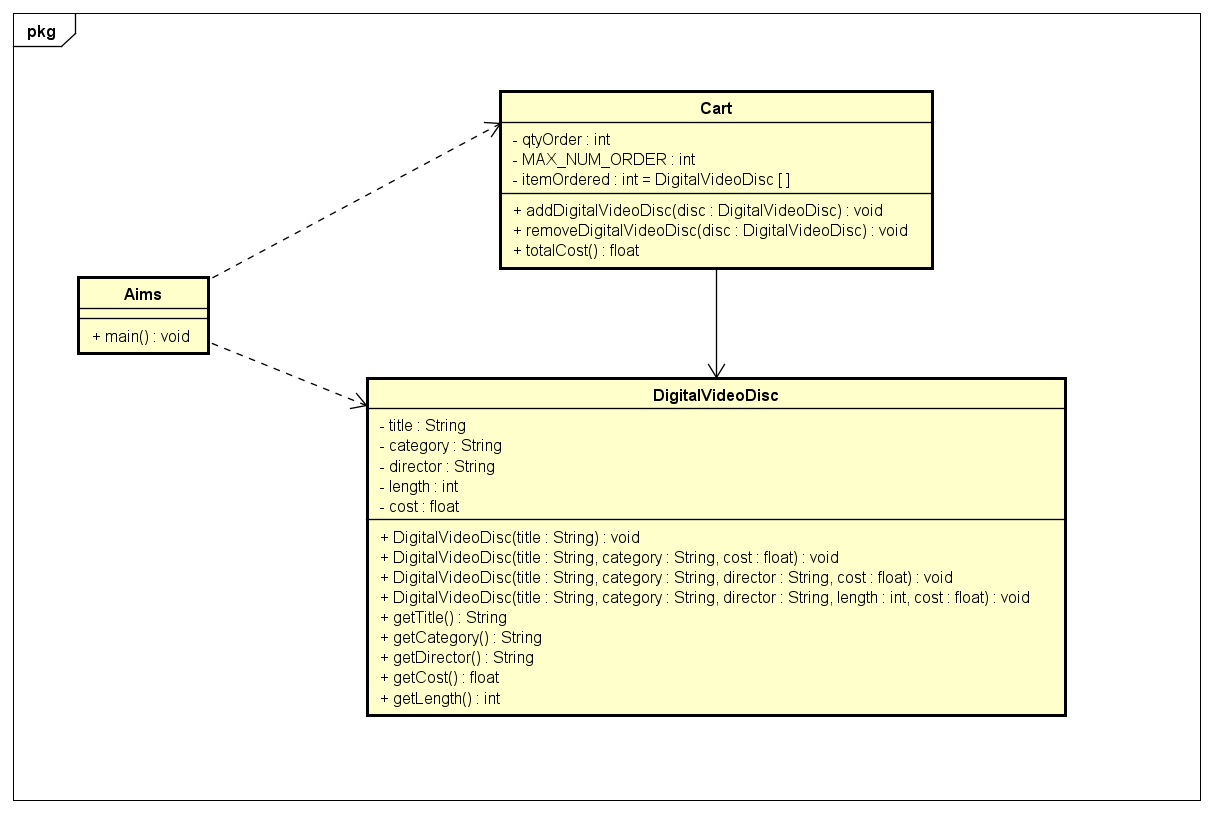 pkg
Cart
- qtyOrder : int
- MAX_NUM_ORDER : int
- itemOrdered : int = DigitalVideoDisc [ ]
+ addDigitalVideoDisc(disc : DigitalVideoDisc) : void
+ removeDigitalVideoDisc(disc : DigitalVideoDisc) : void
+ totalCost() : float
Aims
+ main() : void
DigitalVideoDisc
- title : String
- category : String
- director : String
- length : int
- cost : float
+ DigitalVideoDisc(title : String) : void
+ DigitalVideoDisc(title : String, category : String, cost : float) : void
+ DigitalVideoDisc(title : String, category : String, director : String, cost : float) : void
+ DigitalVideoDisc(title : String, category : String, director : String, length : int, cost : float) : void
+ getTitle() : String
+ getCategory() : String
+ getDirector() : String
+ getCost() : float
+ getLength() : int